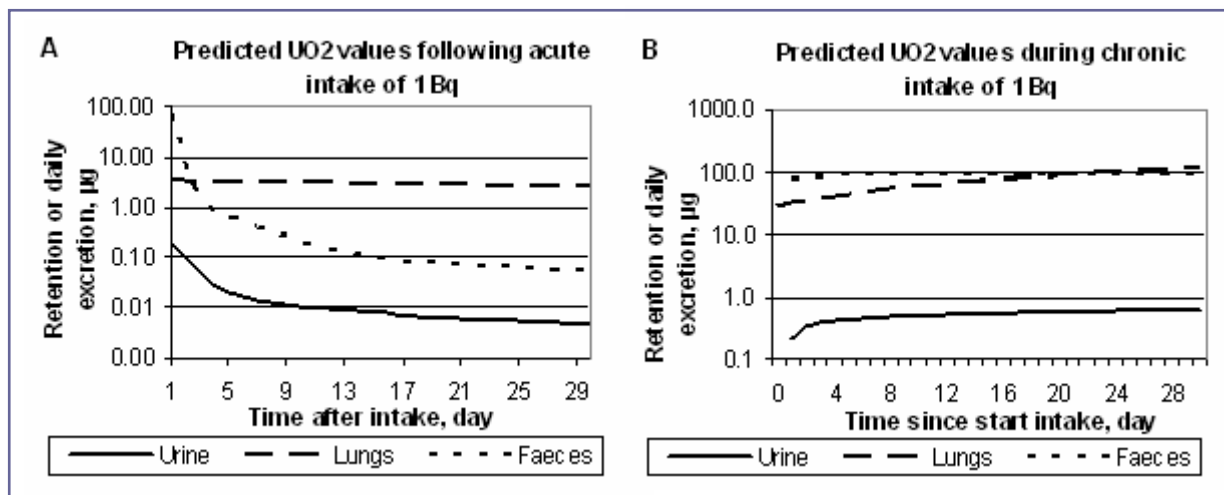 A
Predicted UO2 values following acute
intake of 1Bq
100.00
10.00
1.00
0.10
0.01
0.00
Retention or daily
excretion, µg
1 5 9 13 17 21 25 29
Time after intake, day
Urine Lungs Faeces
B
Predicted UO2 values during chronic
intake of 1Bq
1000.0
100.0
10.0
1.0
0.1
Retention or daily
excretion, µg
0 4 8 12 16 20 24 28
Time since start intake, day
Urine Lungs Faeces